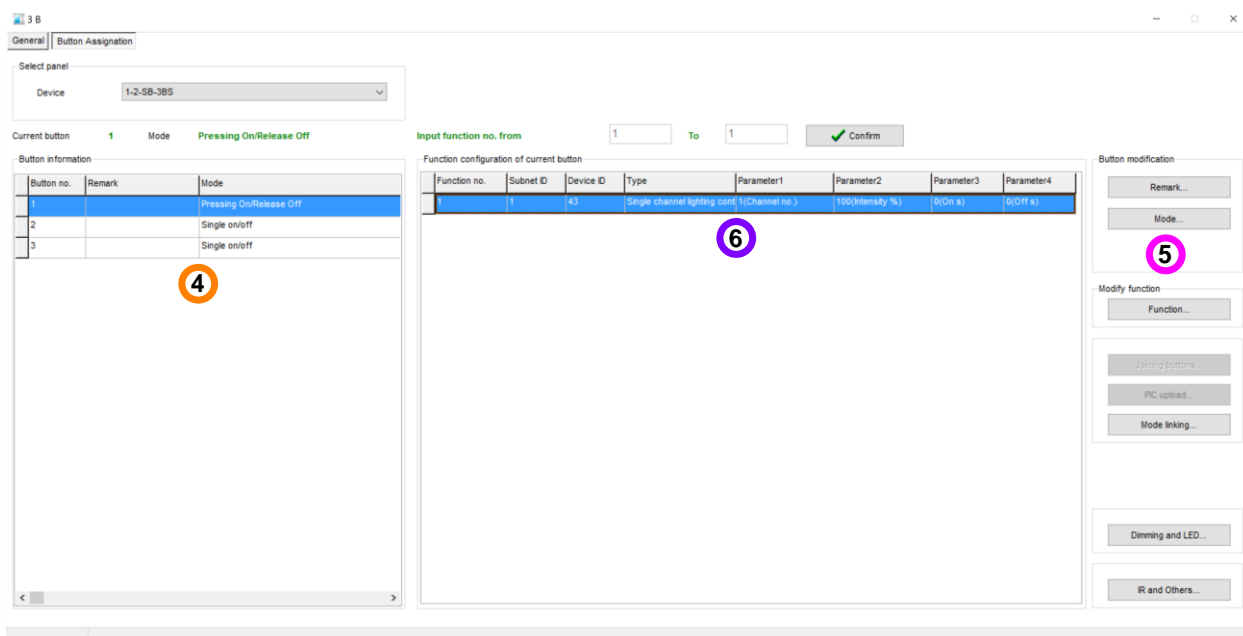 3 B
General Button Assignation
Select panel
Device 1-2-SB-3BS
Current button 1 Mode Pressing On/Release Off Input function no. from 1 To 1 Confirm
Button information
Button no. Remark Mode
1 Pressing On/Release Off
2 Single on/off
3 Single on/off
4
Function configuration of current button
Function no. Subnet ID Device ID Type Parameter1 Parameter2 Parameter3 Parameter4
1 1 43 Single channel lighting cont 1(Channel no.) 100(Intensity %) 0(On s) 0(Off s)
6
Button modification
Remark...
Mode...
5
Modify function
Function...
Joining buttons...
PIC upload...
Mode linking...
Dimming and LED...
IR and Others...